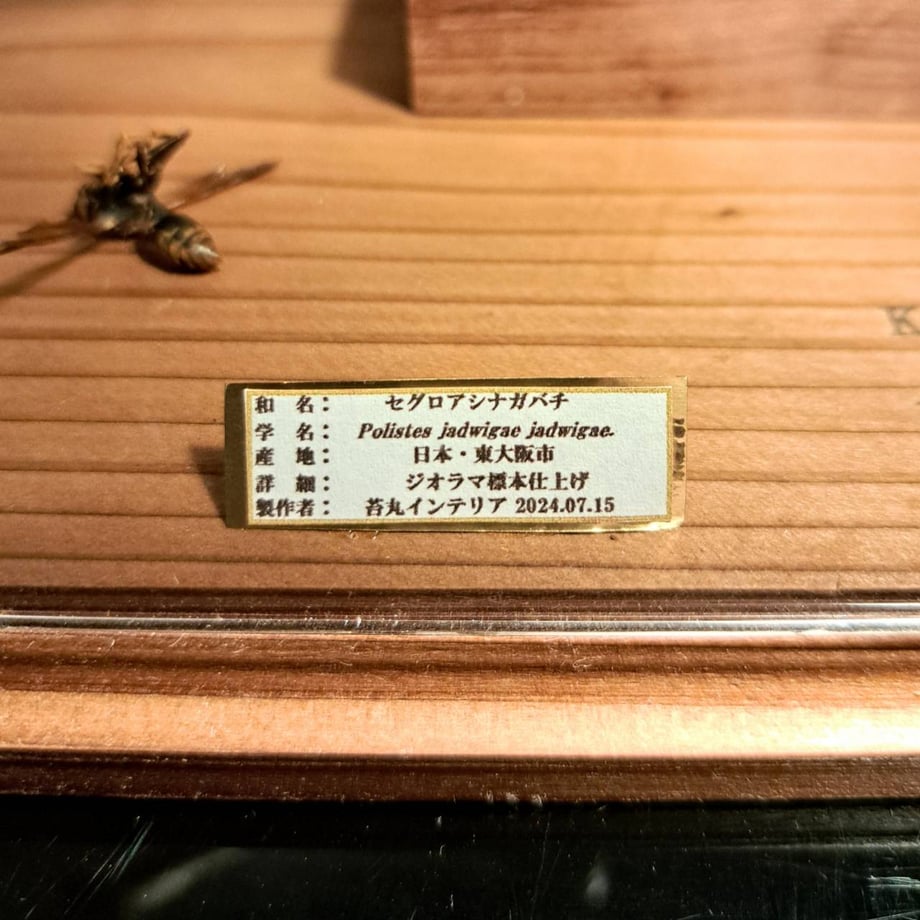 K
和　名：　セグロアシナガバチ
学　名：　Polistes jadwigae jadwigae.
産　地：　日本・東大阪市
詳　細：　ジオラマ標本仕上げ
製作者：　苔丸インテリア 2024.07.15